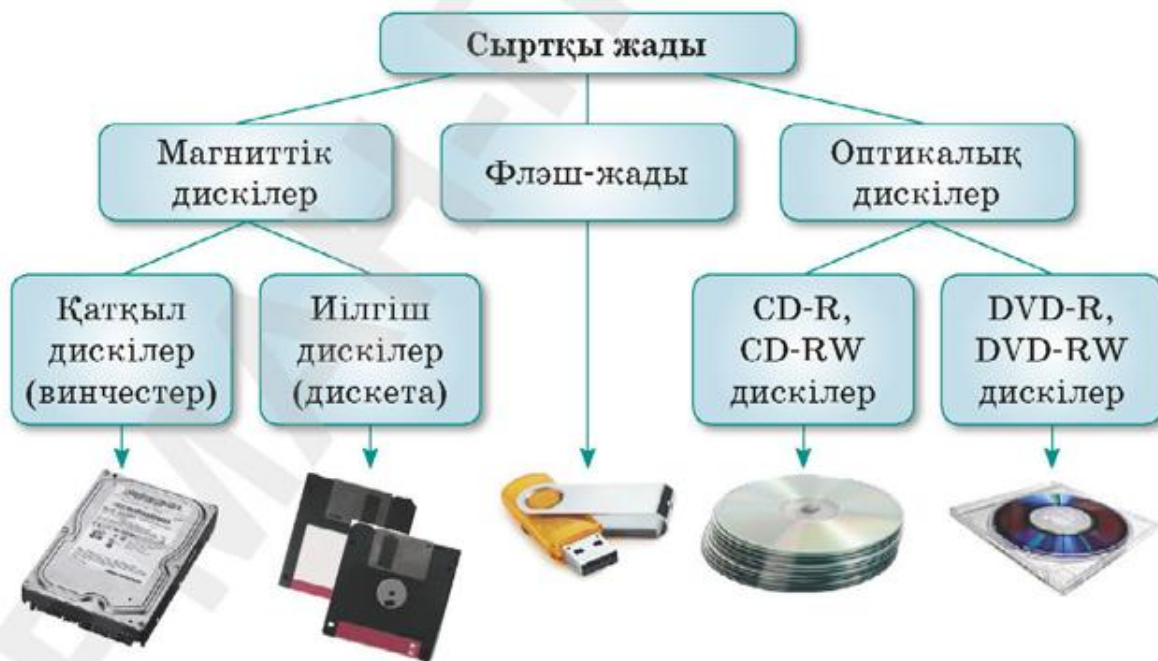 Сыртқы жады
Магниттік
дискілер
Флэш-жады
Оптикалық
дискілер
Қатқыл
дискілер
(винчестер)
Иілгіш
дискілер
(дискета)
CD-R,
CD-RW
дискілер
DVD-R,
DVD-RW
дискілер